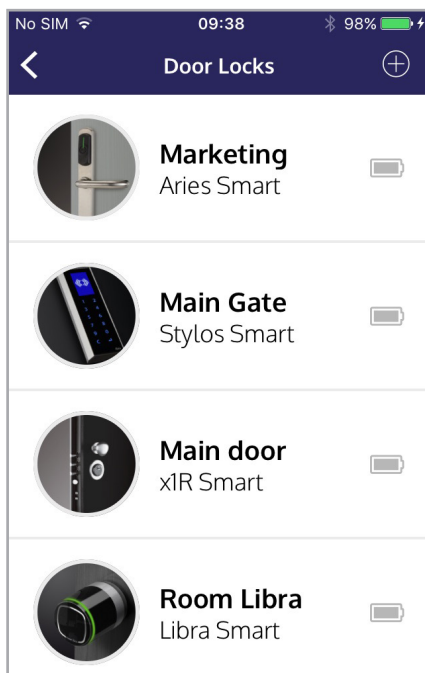 No SIM 09:38 98%
Door Locks
Marketing
Aries Smart
Main Gate
Stylos Smart
Main door
x1R Smart
Room Libra
Libra Smart